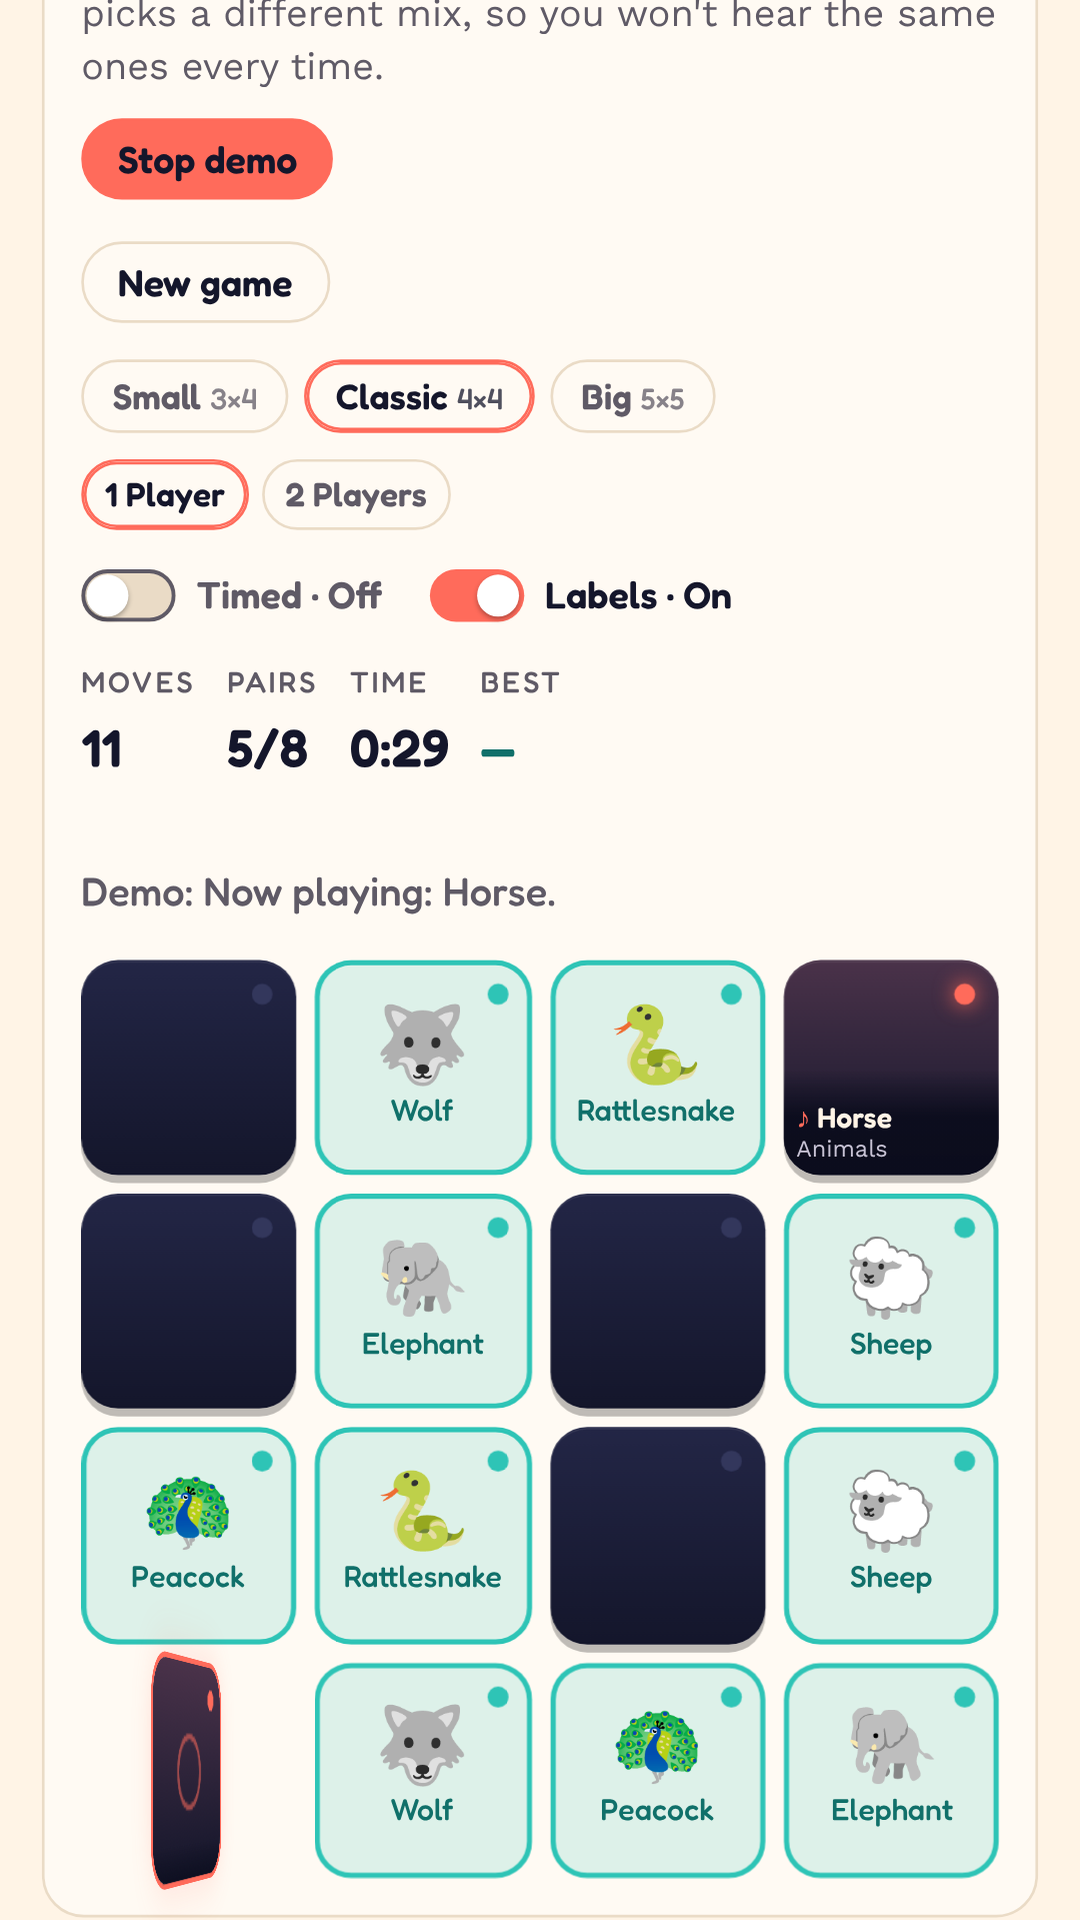 picks a different mix, so you won't hear the same
ones every time.
Stop demo
New game
Small 3×4 Classic 4×4 Big 5×5
1 Player 2 Players
Timed · Off Labels · On
MOVES PAIRS TIME BEST
11 5/8 0:29 –
Demo: Now playing: Horse.
Wolf Rattlesnake ♪ Horse
Animals
Elephant Sheep
Peacock Rattlesnake Sheep
Wolf Peacock Elephant